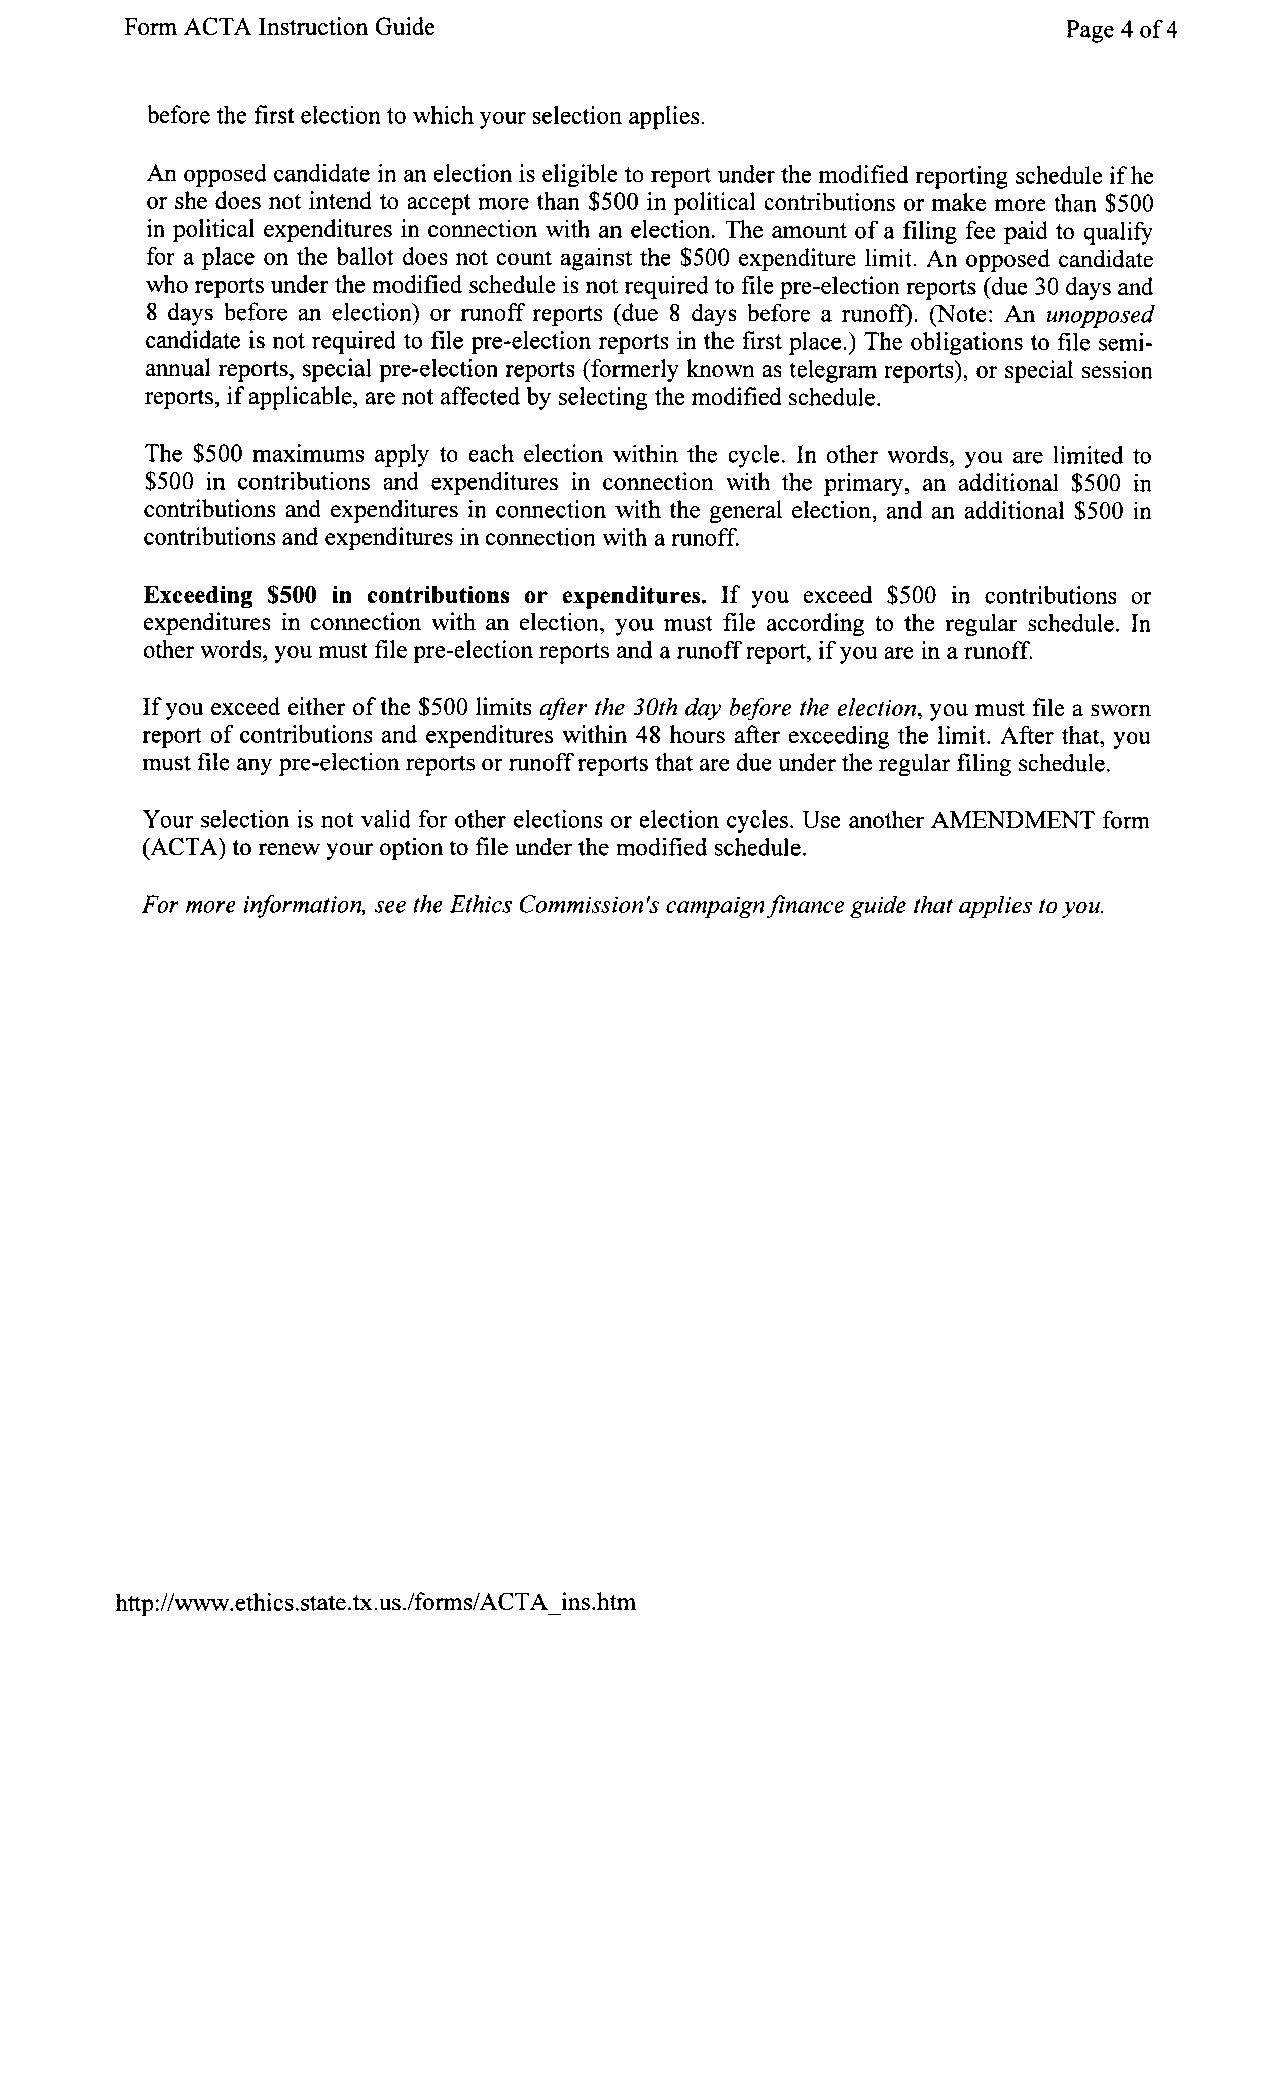 Form ACTA Instruction Guide Page 4 of 4
before the first election to which your selection applies.
An opposed candidate in an election is eligible to report under the modified reporting schedule if he
or she does not intend to accept more than $500 in political contributions or make more than $500
in political expenditures in connection with an election. The amount of a filing fee paid to qualify
for a place on the ballot does not count against the $500 expenditure limit. An opposed candidate
who reports under the modified schedule is not required to file pre-election reports (due 30 days and
8 days before an election) or runoff reports (due 8 days before a runoff). (Note: An unopposed
candidate is not required to file pre-election reports in the first place.) The obligations to file semi-
annual reports, special pre-election reports (formerly known as telegram reports), or special session
reports, if applicable, are not affected by selecting the modified schedule.
The $500 maximums apply to each election within the cycle. In other words, you are limited to
$500 in contributions and expenditures in connection with the primary, an additional $500 in
contributions and expenditures in connection with the general election, and an additional $500 in
contributions and expenditures in connection with a runoff.
Exceeding $500 in contributions or expenditures. If you exceed $500 in contributions or
expenditures in connection with an election, you must file according to the regular schedule. In
other words, you must file pre-election reports and a runoff report, if you are in a runoff.
If you exceed either of the $500 limits after the 30th day before the election, you must file a sworn
report of contributions and expenditures within 48 hours after exceeding the limit. After that, you
must file any pre-election reports or runoff reports that are due under the regular filing schedule.
Your selection is not valid for other elections or election cycles. Use another AMENDMENT form
(ACTA) to renew your option to file under the modified schedule.
For more information, see the Ethics Commission's campaign finance guide that applies to you.
http://www.ethics.state.tx.us./forms/ACTA_ins.htm